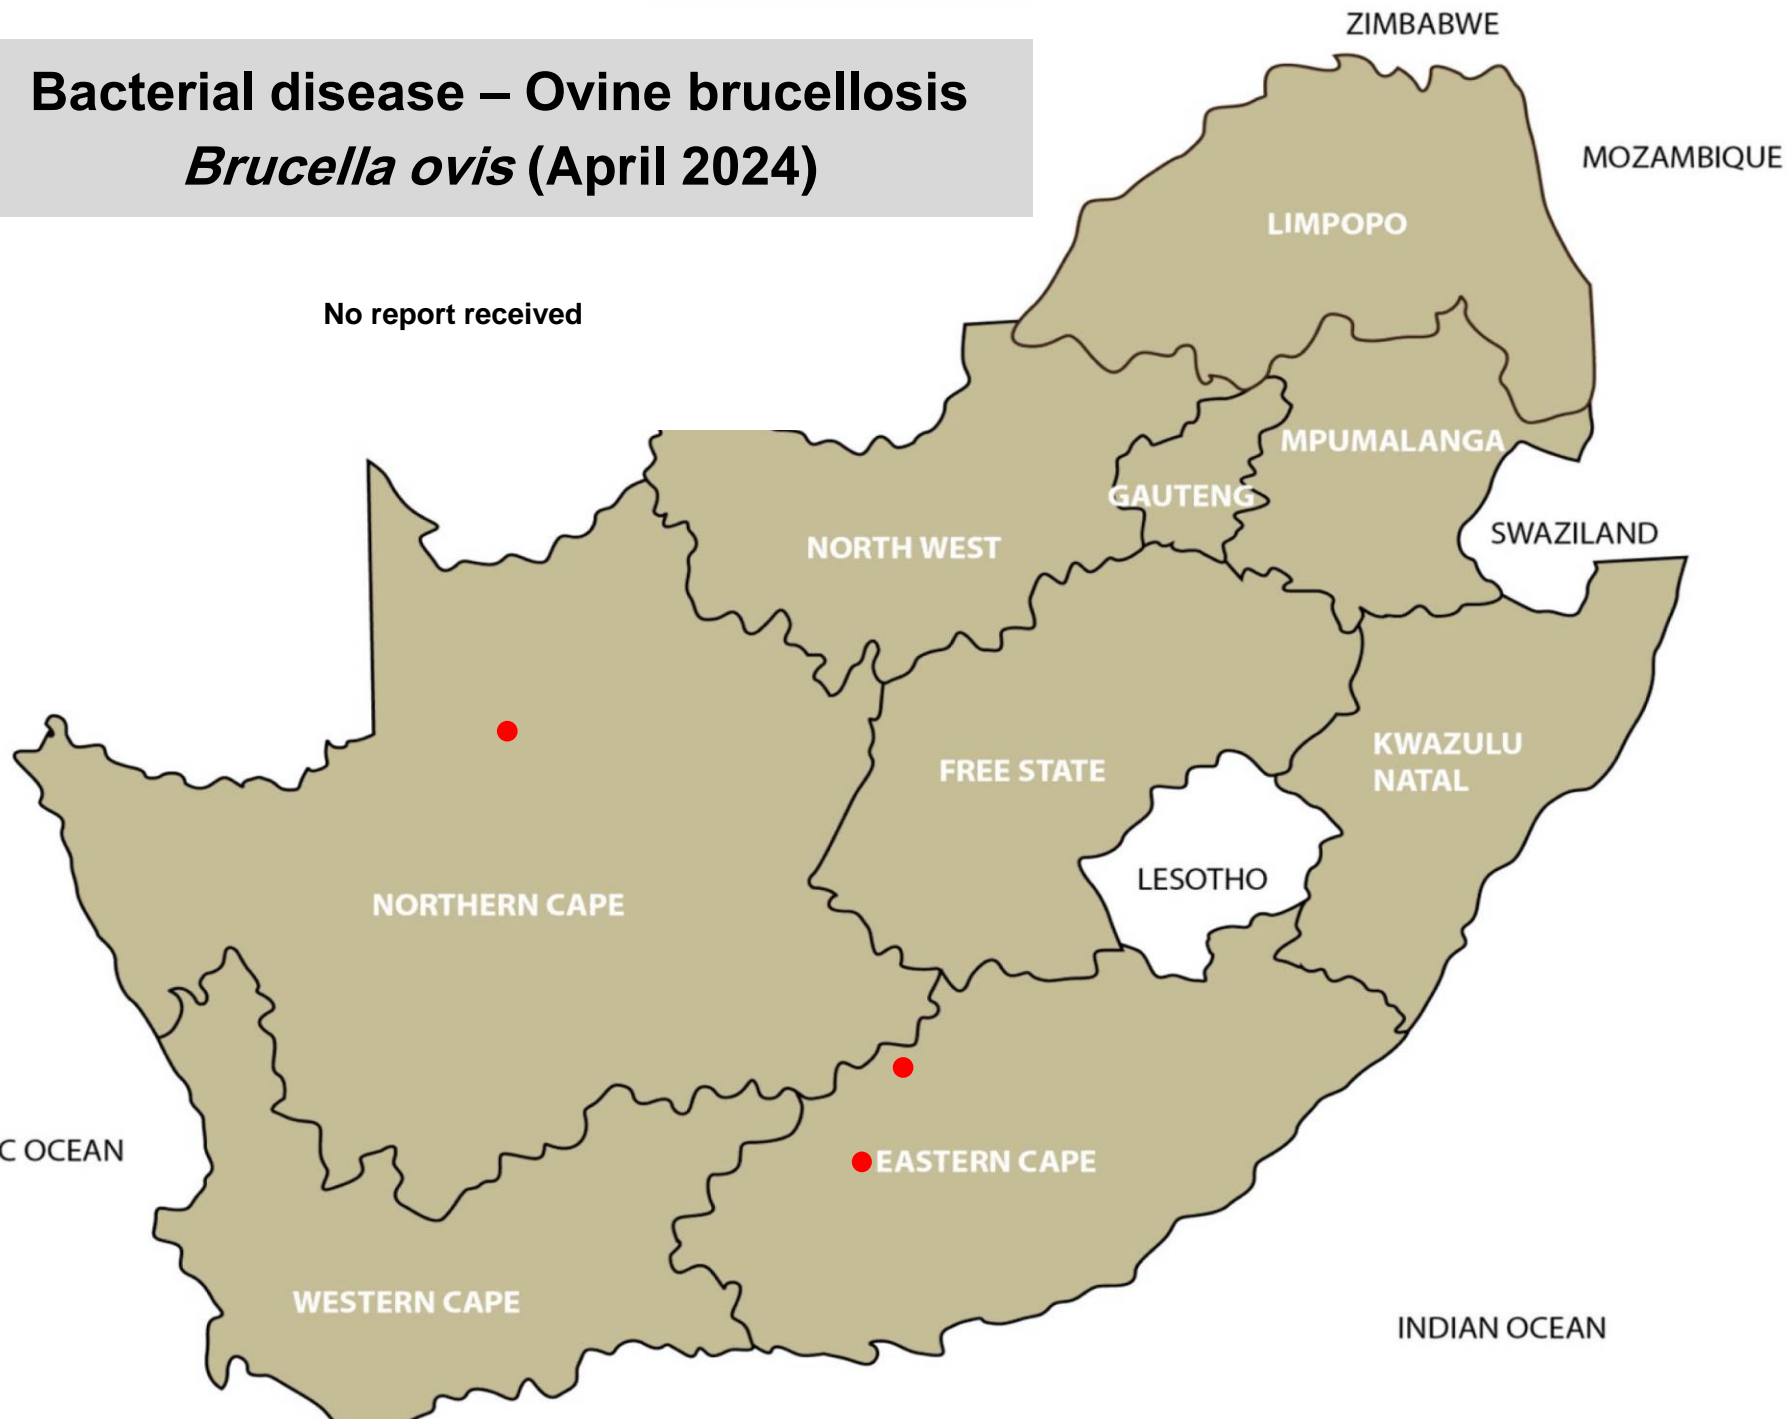 ZIMBABWE
Bacterial disease – Ovine brucellosis
Brucella ovis (April 2024)
MOZAMBIQUE
LIMPOPO
No report received
MPUMALANGA
GAUTENG
SWAZILAND
NORTH WEST
KWAZULU
NATAL
FREE STATE
LESOTHO
NORTHERN CAPE
C OCEAN
EASTERN CAPE
WESTERN CAPE
INDIAN OCEAN